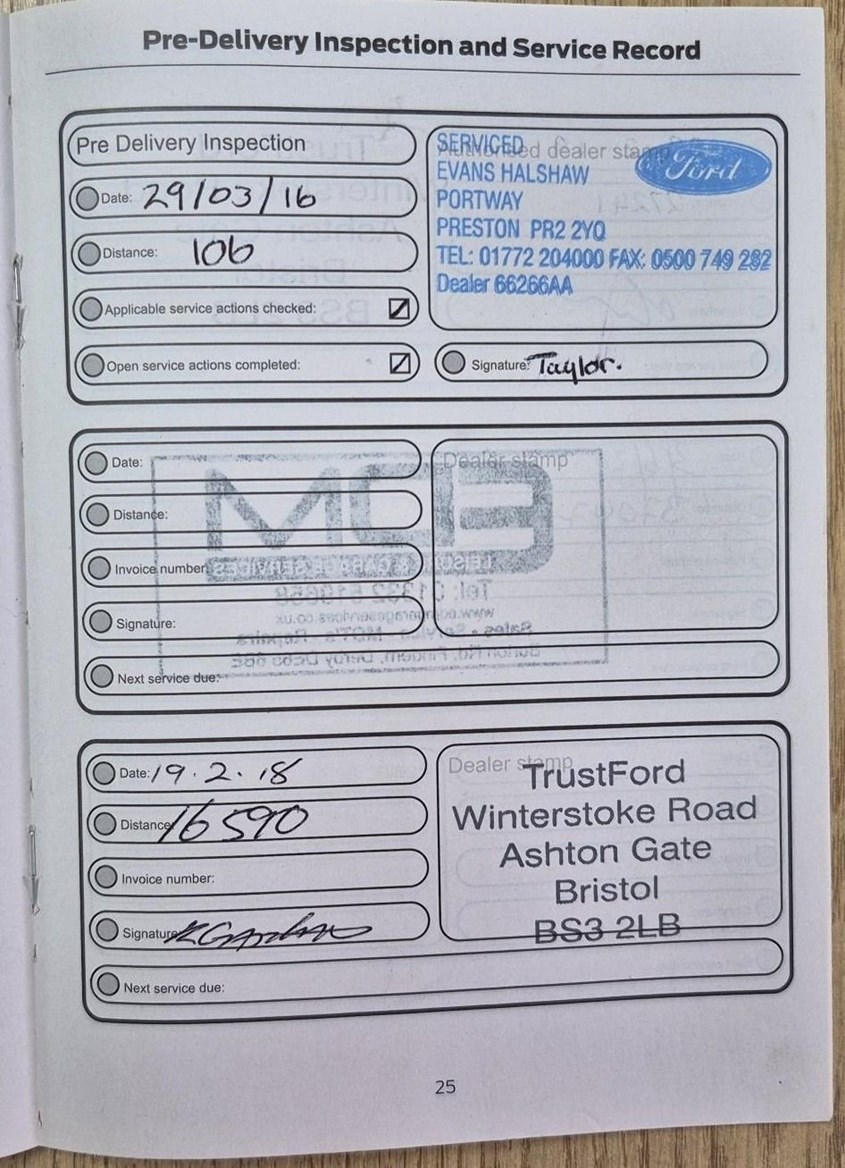 Pre-Delivery Inspection and Service Record
Pre Delivery Inspection
Date: 29/03/16
Distance: 106
Applicable service actions checked:
Open service actions completed:
Authorised dealer stamp
SERVICED
EVANS HALSHAW
PORTWAY
PRESTON PR2 2YQ
TEL: 01772 204000 FAX: 0500 749 282
Dealer 66266AA
Ford
Signature: Taylor.
Date:
Distance:
Invoice number:
Signature:
Next service due:
Dealer stamp
Date: 19.2.18
Distance: 16590
Invoice number:
Signature:
Next service due:
Dealer stamp
TrustFord
Winterstoke Road
Ashton Gate
Bristol
BS3 2LB
25